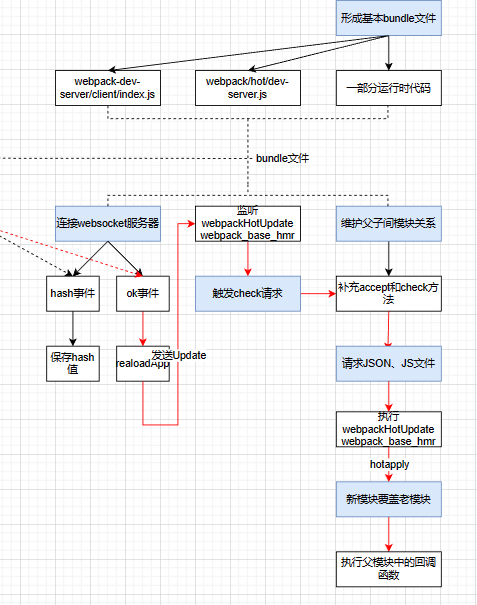 形成基本bundle文件
webpack-dev-
server/client/index.js
webpack/hot/dev-
server.js
一部分运行时代码
bundle文件
连接websocket服务器
监听
webpackHotUpdate
webpack_base_hmr
维护父子间模块关系
hash事件
ok事件
触发check请求
补充accept和check方
法
保存hash
值
realoadApp
发送Update
请求JSON、JS文件
执行
webpackHotUpdate
webpack_base_hmr
hotapply
新模块覆盖老模块
执行父模块中的回调
函数